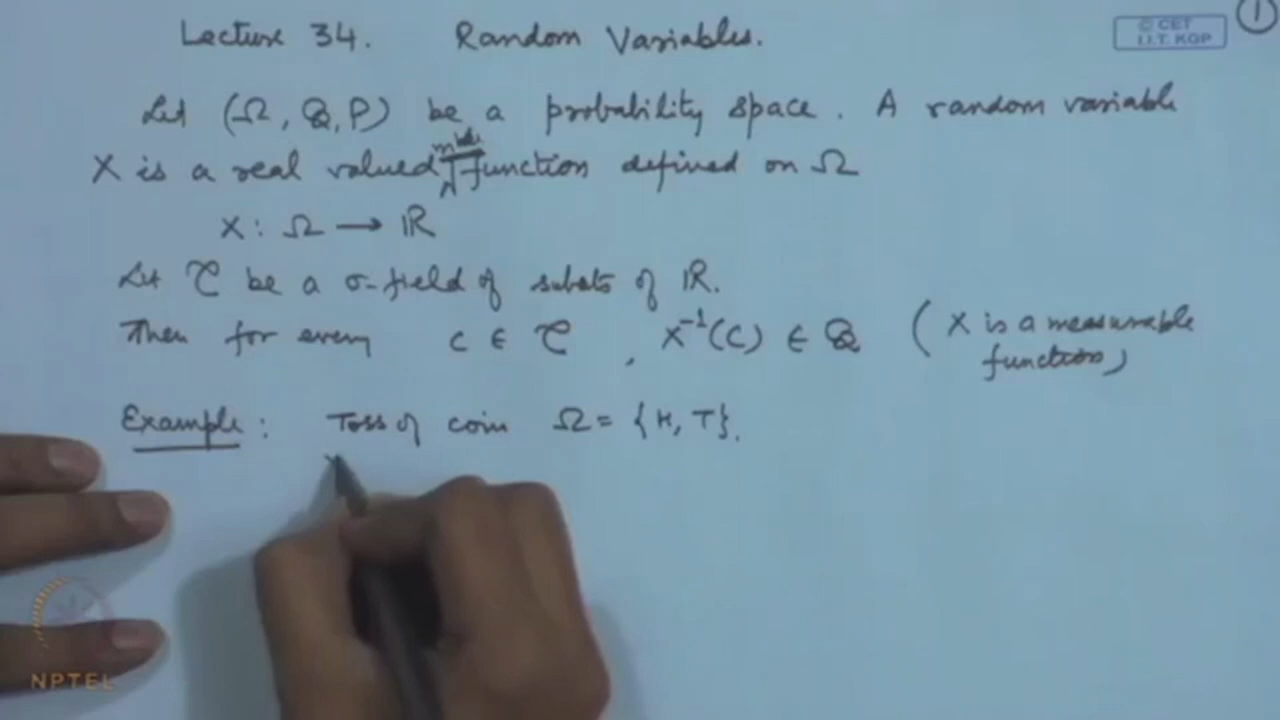 © CET
I.I.T. KGP
1
Lecture 34. Random Variables.
Let (Ω, Q, P) be a probability space. A random variable
X is a real valued function defined on Ω
X : Ω → ℝ
Let 𝒞 be a σ-field of subsets of ℝ.
Then for every C ∈ 𝒞, X⁻¹(C) ∈ Q (X is a measurable
function)
Example: Toss of coin Ω = {H, T}.
NPTEL